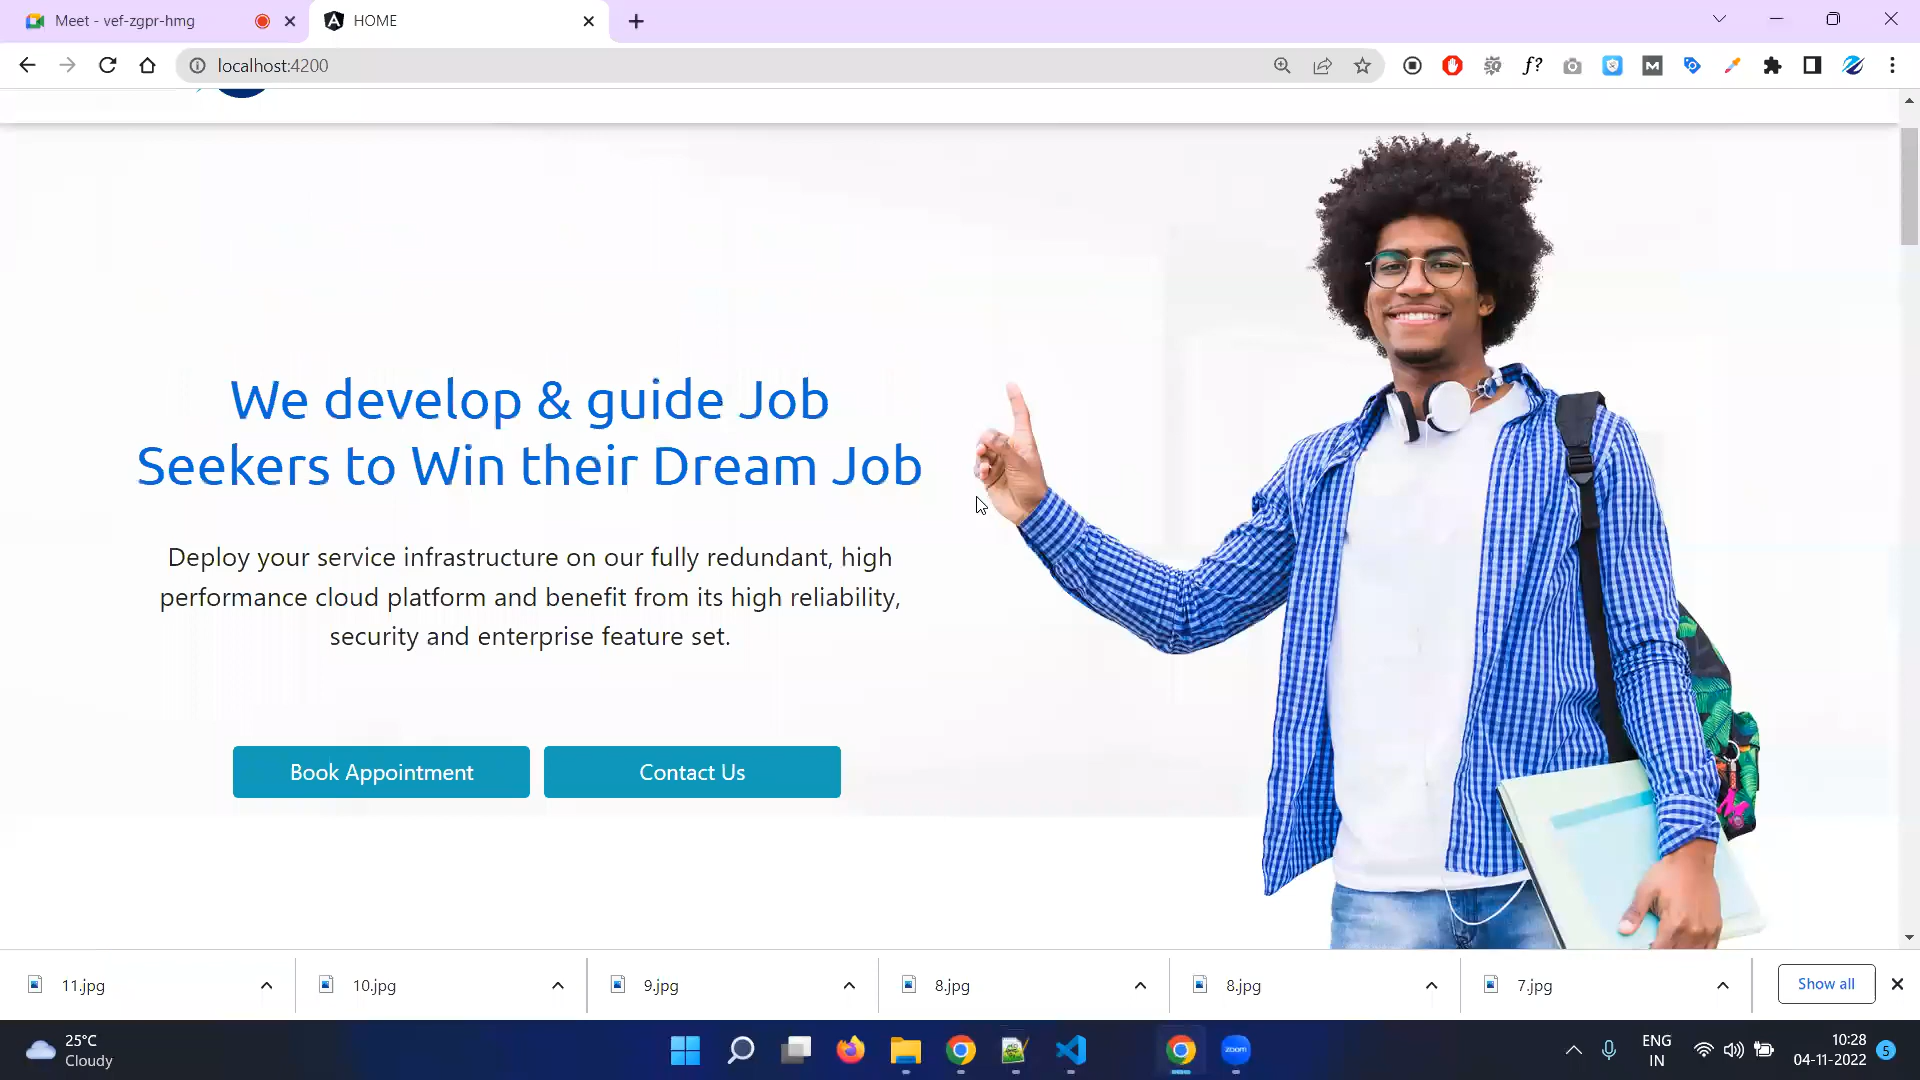 Meet - vef-zgpr-hmg
HOME
localhost:4200
f?
M
We develop & guide Job
Seekers to Win their Dream Job
Deploy your service infrastructure on our fully redundant, high
performance cloud platform and benefit from its high reliability,
security and enterprise feature set.
Book Appointment
Contact Us
11.jpg
10.jpg
9.jpg
8.jpg
8.jpg
7.jpg
Show all
25°C
Cloudy
zoom
ENG
IN
10:28
04-11-2022
5